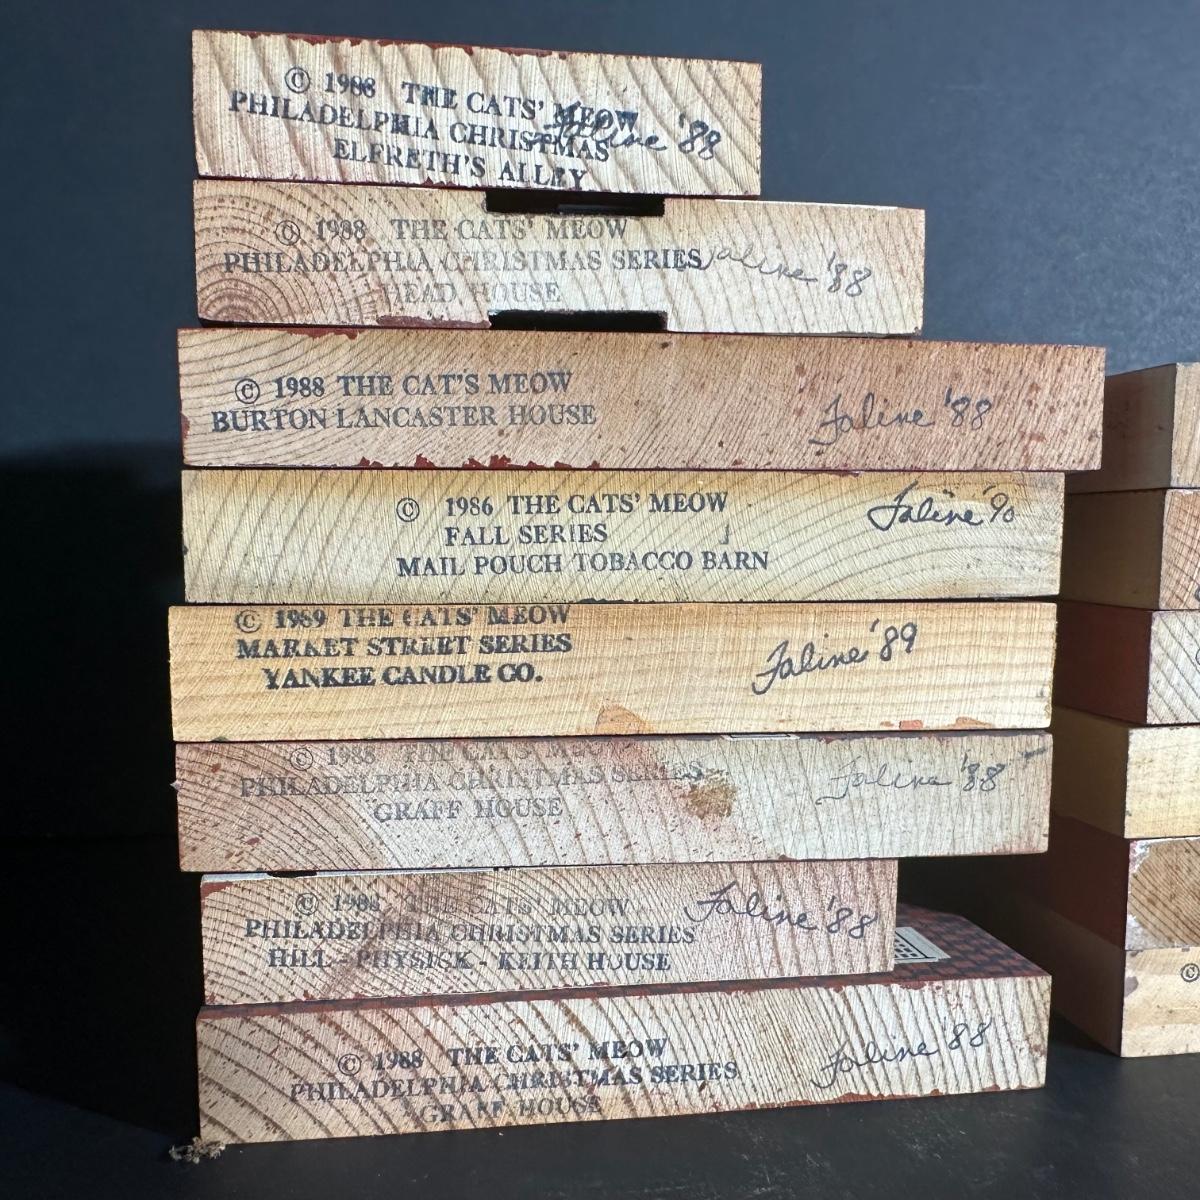 © 1988 THE CATS' MEOW
PHILADELPHIA CHRISTMAS
ELFRETH'S ALLEY
Faline '88
© 1988 THE CATS' MEOW
PHILADELPHIA CHRISTMAS SERIES
HEAD HOUSE
Faline '88
© 1988 THE CAT'S MEOW
BURTON LANCASTER HOUSE
Faline '88
© 1986 THE CATS' MEOW
FALL SERIES
MAIL POUCH TOBACCO BARN
Faline '90
© 1989 THE CATS' MEOW
MARKET STREET SERIES
YANKEE CANDLE CO.
Faline '89
© 1988 THE CATS' MEOW
PHILADELPHIA CHRISTMAS SERIES
GRAFF HOUSE
Faline '88
© 1988 THE CATS' MEOW
PHILADELPHIA CHRISTMAS SERIES
HILL - PHYSICK - KEITH HOUSE
Faline '88
© 1988 THE CATS' MEOW
PHILADELPHIA CHRISTMAS SERIES
GRAFF HOUSE
Faline '88
©